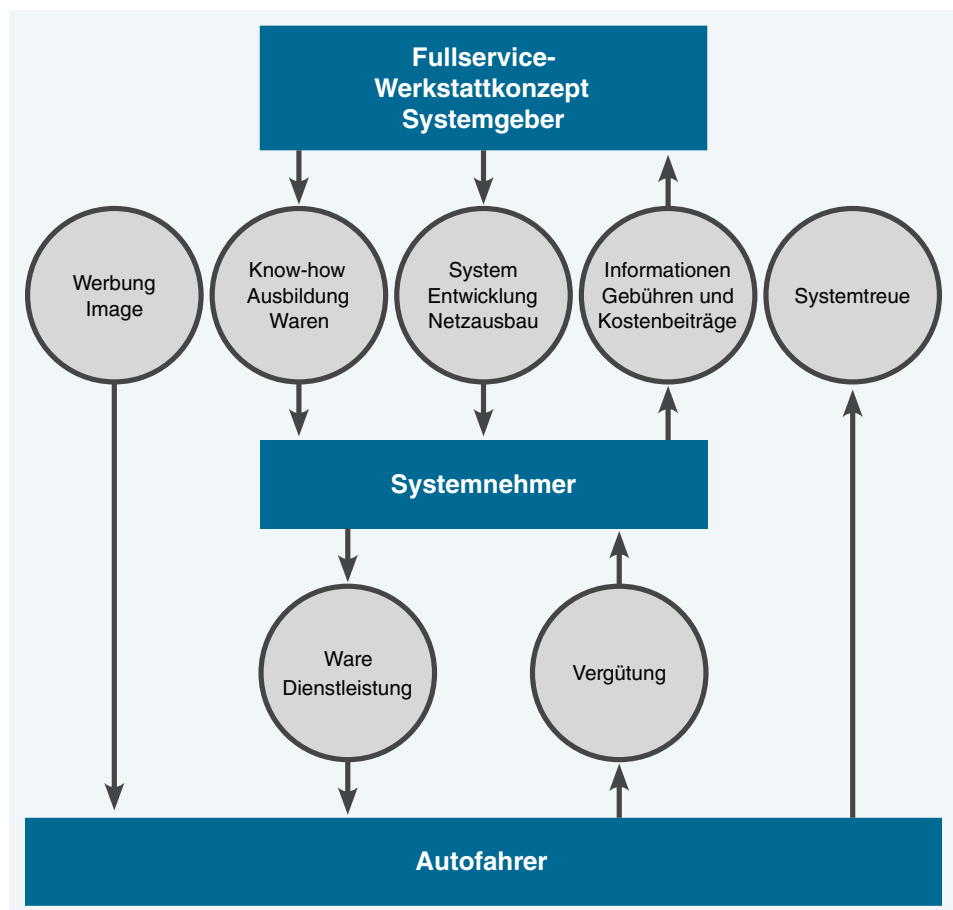 Fullservice-
Werkstattkonzept
Systemgeber
Werbung
Image
Know-how
Ausbildung
Waren
System
Entwicklung
Netzausbau
Informationen
Gebühren und
Kostenbeiträge
Systemtreue
Systemnehmer
Ware
Dienstleistung
Vergütung
Autofahrer